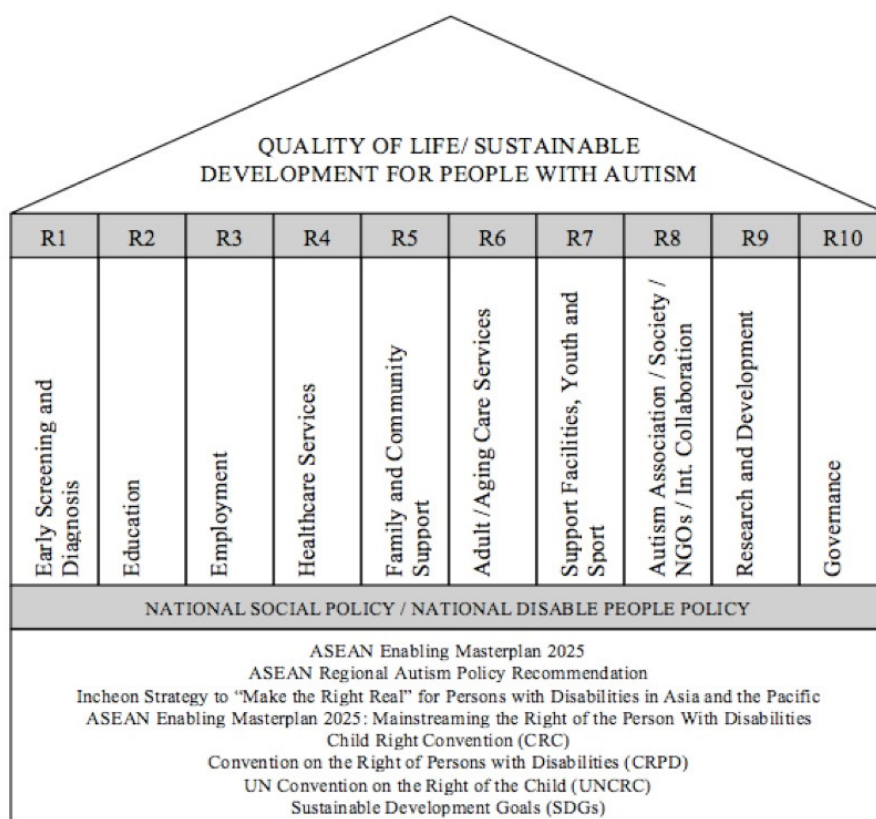 QUALITY OF LIFE/ SUSTAINABLE
DEVELOPMENT FOR PEOPLE WITH AUTISM
R1
R2
R3
R4
R5
R6
R7
R8
R9
R10
Early Screening and
Diagnosis
Education
Employment
Healthcare Services
Family and Community
Support
Adult /Aging Care Services
Support Facilities, Youth and
Sport
Autism Association / Society /
NGOs / Int. Collaboration
Research and Development
Governance
NATIONAL SOCIAL POLICY / NATIONAL DISABLE PEOPLE POLICY
ASEAN Enabling Masterplan 2025
ASEAN Regional Autism Policy Recommendation
Incheon Strategy to “Make the Right Real” for Persons with Disabilities in Asia and the Pacific
ASEAN Enabling Masterplan 2025: Mainstreaming the Right of the Person With Disabilities
Child Right Convention (CRC)
Convention on the Right of Persons with Disabilities (CRPD)
UN Convention on the Right of the Child (UNCRC)
Sustainable Development Goals (SDGs)